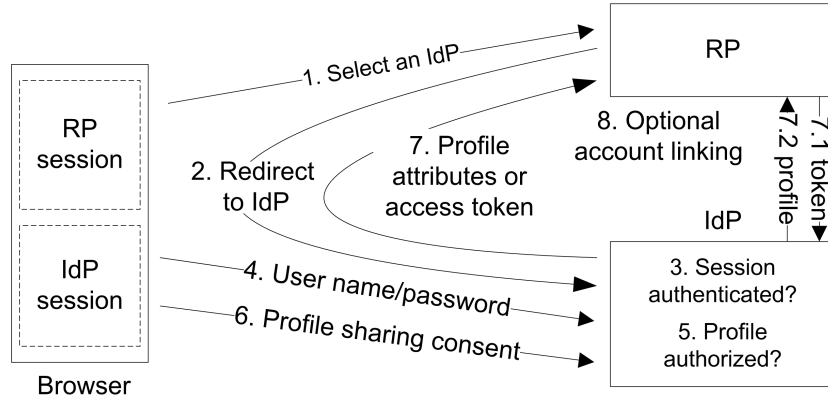 1. Select an IdP
RP
RP
session
2. Redirect
to IdP
7. Profile
attributes or
access token
8. Optional
account linking
7.2 profile
7.1 token
IdP
IdP
session
4. User name/password
6. Profile sharing consent
3. Session
authenticated?
5. Profile
authorized?
Browser